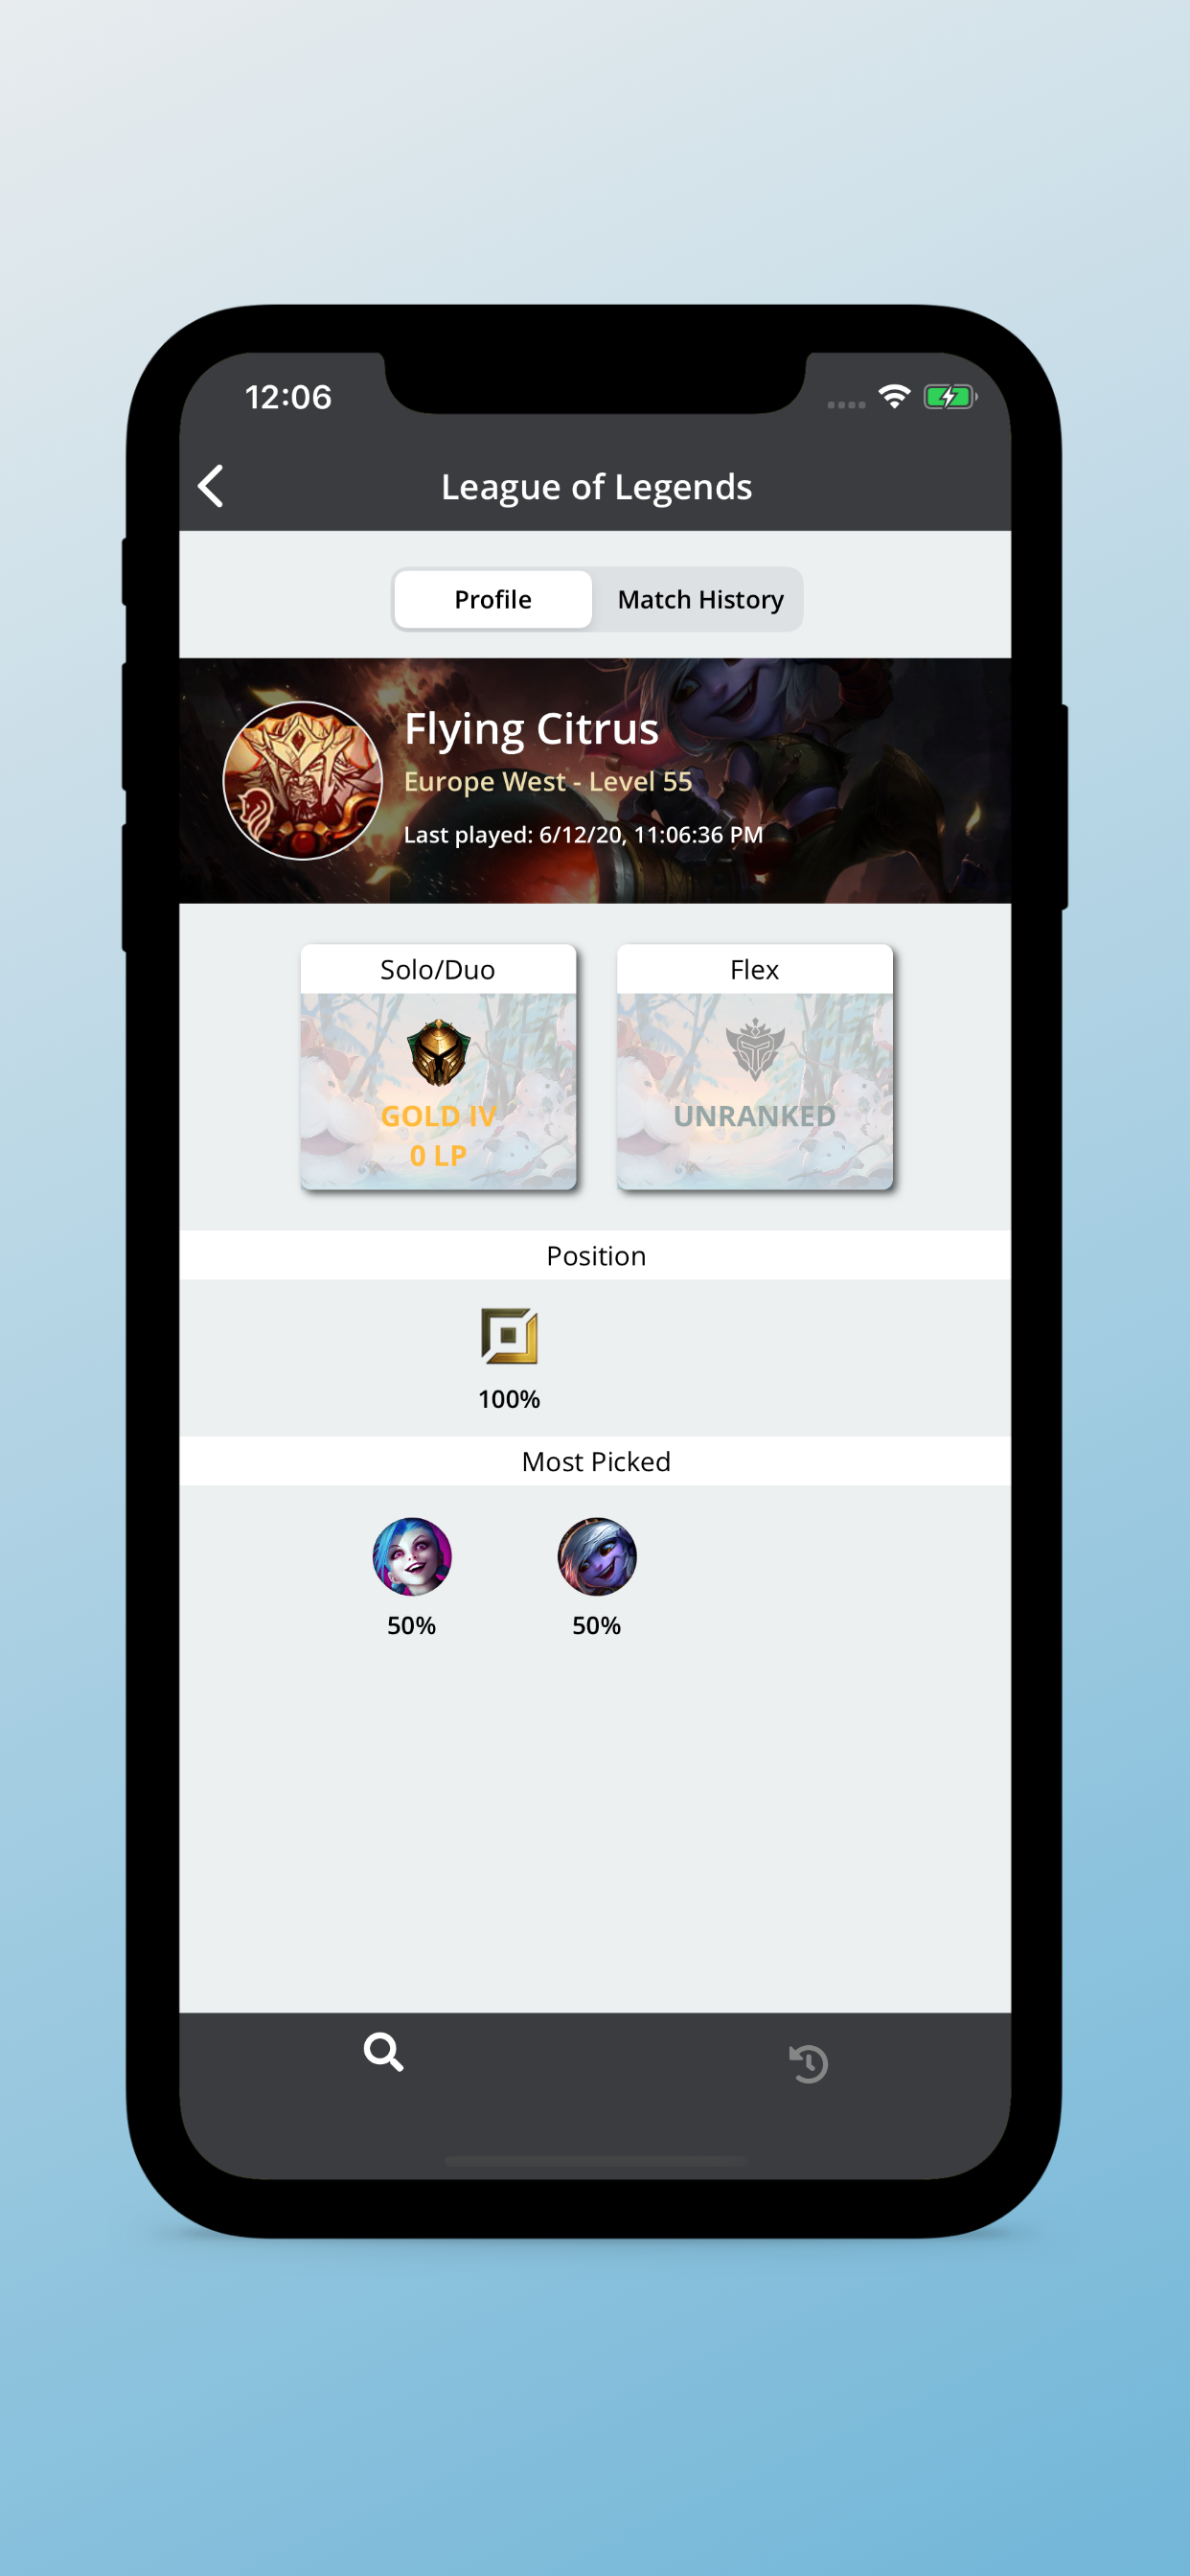 12:06
League of Legends
Profile
Match History
Flying Citrus
Europe West - Level 55
Last played: 6/12/20, 11:06:36 PM
Solo/Duo
Flex
GOLD IV
0 LP
UNRANKED
Position
100%
Most Picked
50%
50%